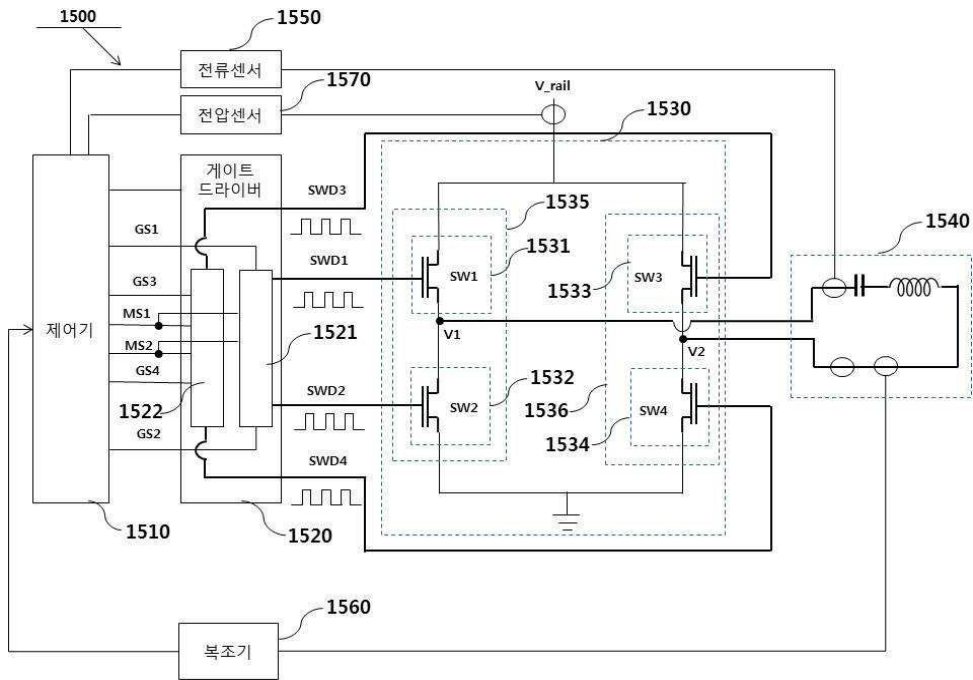 1500
전류센서
1550
전압센서
1570
V_rail
1530
게이트
드라이버
SWD3
1535
1540
GS1
SWD1
SW1
1531
SW3
1533
GS3
MS1
제어기
MS2
GS4
1522
1521
V1
V2
SWD2
SW2
1532
1536
SW4
1534
GS2
SWD4
1510
1520
복조기
1560